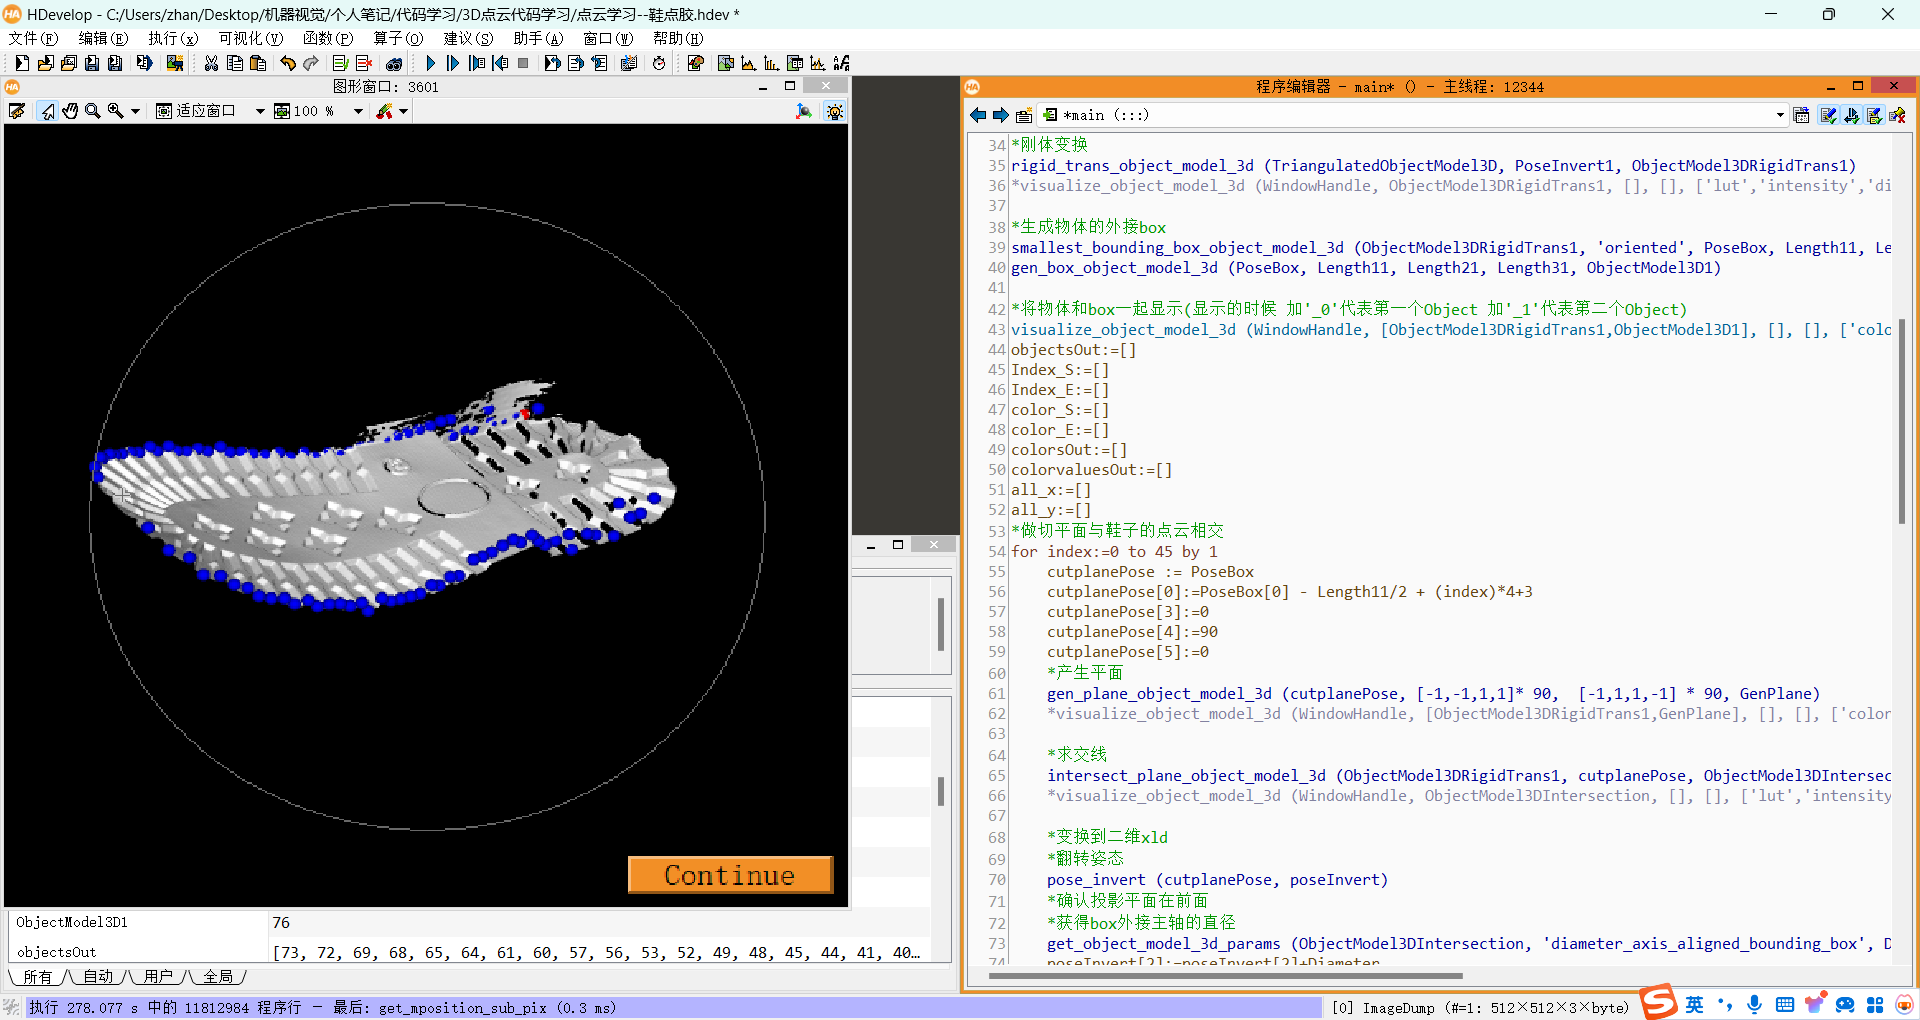 HDevelop - C:/Users/zhan/Desktop/机器视觉/个人笔记/代码学习/3D点云代码学习/点云学习--鞋点胶.hdev *
文件(F) 编辑(E) 执行(x) 可视化(V) 函数(P) 算子(O) 建议(S) 助手(A) 窗口(W) 帮助(H)
图形窗口: 3601
适应窗口 100 %
Continue
ObjectModel3D1 76
objectsOut [73, 72, 69, 68, 65, 64, 61, 60, 57, 56, 53, 52, 49, 48, 45, 44, 41, 40...
所有 自动 用户 全局
程序编辑器 - main* () - 主线程: 12344
*main (:::)
34 *刚体变换
35 rigid_trans_object_model_3d (TriangulatedObjectModel3D, PoseInvert1, ObjectModel3DRigidTrans1)
36 *visualize_object_model_3d (WindowHandle, ObjectModel3DRigidTrans1, [], [], ['lut','intensity','di
37
38 *生成物体的外接box
39 smallest_bounding_box_object_model_3d (ObjectModel3DRigidTrans1, 'oriented', PoseBox, Length11, Le
40 gen_box_object_model_3d (PoseBox, Length11, Length21, Length31, ObjectModel3D1)
41
42 *将物体和box一起显示(显示的时候 加'_0'代表第一个Object 加'_1'代表第二个Object)
43 visualize_object_model_3d (WindowHandle, [ObjectModel3DRigidTrans1,ObjectModel3D1], [], [], ['colo
44 objectsOut:=[]
45 Index_S:=[]
46 Index_E:=[]
47 color_S:=[]
48 color_E:=[]
49 colorsOut:=[]
50 colorvaluesOut:=[]
51 all_x:=[]
52 all_y:=[]
53 *做切平面与鞋子的点云相交
54 for index:=0 to 45 by 1
55 cutplanePose := PoseBox
56 cutplanePose[0]:=PoseBox[0] - Length11/2 + (index)*4+3
57 cutplanePose[3]:=0
58 cutplanePose[4]:=90
59 cutplanePose[5]:=0
60 *产生平面
61 gen_plane_object_model_3d (cutplanePose, [-1,-1,1,1]* 90,  [-1,1,1,-1] * 90, GenPlane)
62 *visualize_object_model_3d (WindowHandle, [ObjectModel3DRigidTrans1,GenPlane], [], [], ['color
63
64 *求交线
65 intersect_plane_object_model_3d (ObjectModel3DRigidTrans1, cutplanePose, ObjectModel3DIntersec
66 *visualize_object_model_3d (WindowHandle, ObjectModel3DIntersection, [], [], ['lut','intensity
67
68 *变换到二维xld
69 *翻转姿态
70 pose_invert (cutplanePose, poseInvert)
71 *确认投影平面在前面
72 *获得box外接主轴的直径
73 get_object_model_3d_params (ObjectModel3DIntersection, 'diameter_axis_aligned_bounding_box', D
74 poseInvert[2]:=poseInvert[2]+Diameter
执行 278.077 s 中的 11812984 程序行 - 最后: get_mposition_sub_pix (0.3 ms)
[0] ImageDump (#=1: 512×512×3×byte)
英